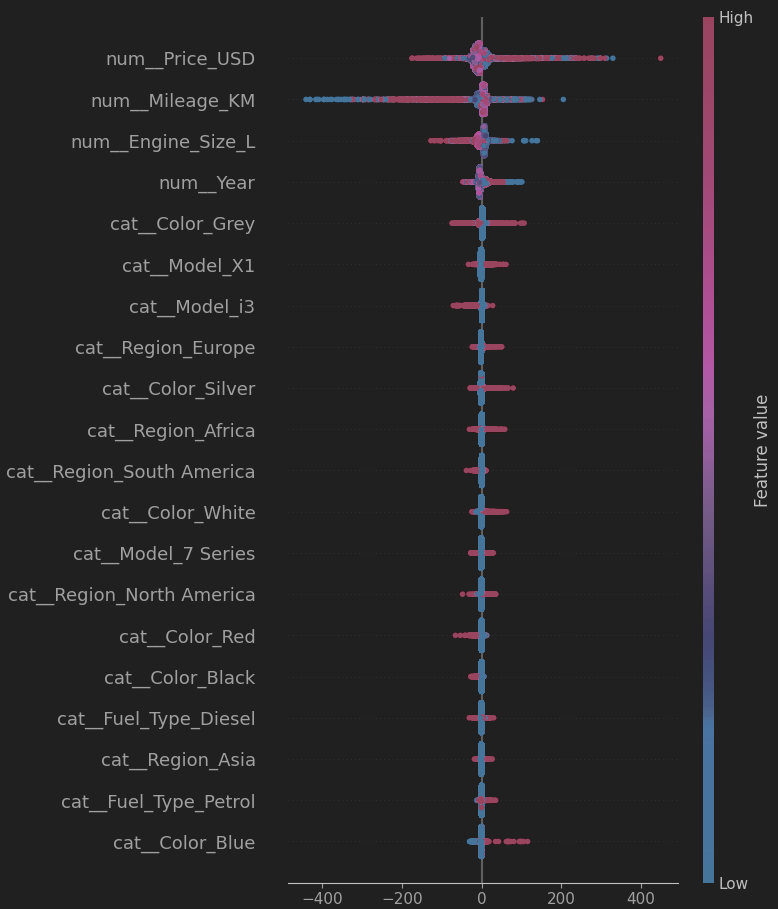 High
num__Price_USD
num__Mileage_KM
num__Engine_Size_L
num__Year
cat__Color_Grey
cat__Model_X1
cat__Model_i3
cat__Region_Europe
cat__Color_Silver
cat__Region_Africa
cat__Region_South America
cat__Color_White
cat__Model_7 Series
cat__Region_North America
cat__Color_Red
cat__Color_Black
cat__Fuel_Type_Diesel
cat__Region_Asia
cat__Fuel_Type_Petrol
cat__Color_Blue
Feature value
Low
−400 −200 0 200 400